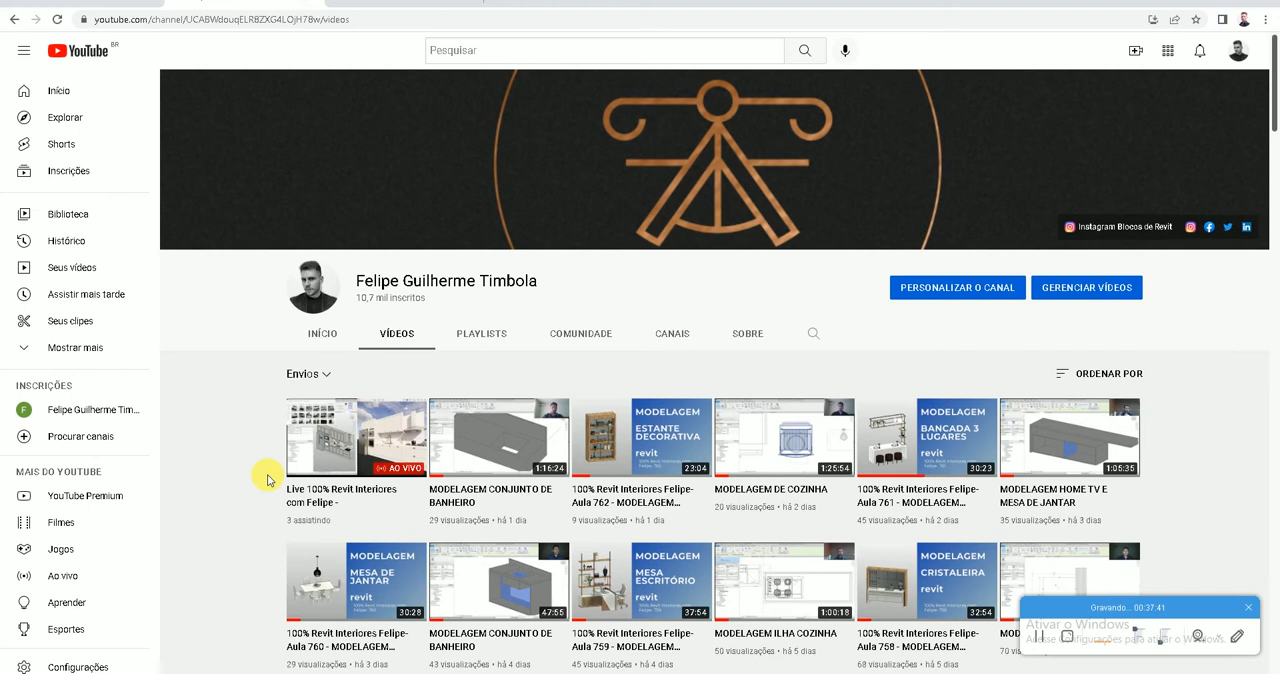 youtube.com/channel/UCABWdouqELR8ZXG4LOjH78w/videos
YouTube BR
Pesquisar
Início
Explorar
Shorts
Inscrições
Biblioteca
Histórico
Seus vídeos
Assistir mais tarde
Seus clipes
Mostrar mais
INSCRIÇÕES
Felipe Guilherme Tim...
Procurar canais
MAIS DO YOUTUBE
YouTube Premium
Filmes
Jogos
Ao vivo
Aprender
Esportes
Configurações
Instagram Blocos de Revit
Felipe Guilherme Timbola
10,7 mil inscritos
PERSONALIZAR O CANAL
GERENCIAR VÍDEOS
INÍCIO
VÍDEOS
PLAYLISTS
COMUNIDADE
CANAIS
SOBRE
Envios
ORDENAR POR
AO VIVO
Live 100% Revit Interiores
com Felipe -
3 assistindo
1:16:24
MODELAGEM CONJUNTO DE
BANHEIRO
29 visualizações • há 1 dia
MODELAGEM
ESTANTE
DECORATIVA
revit
23:04
100% Revit Interiores Felipe-
Aula 762 - MODELAGEM...
9 visualizações • há 1 dia
1:25:54
MODELAGEM DE COZINHA
20 visualizações • há 2 dias
MODELAGEM
BANCADA 3
LUGARES
revit
30:23
100% Revit Interiores Felipe-
Aula 761 - MODELAGEM...
45 visualizações • há 2 dias
1:05:35
MODELAGEM HOME TV E
MESA DE JANTAR
35 visualizações • há 3 dias
MODELAGEM
MESA DE
JANTAR
revit
30:28
100% Revit Interiores Felipe-
Aula 760 - MODELAGEM...
29 visualizações • há 3 dias
47:55
MODELAGEM CONJUNTO DE
BANHEIRO
43 visualizações • há 4 dias
MODELAGEM
MESA
ESCRITÓRIO
revit
37:54
100% Revit Interiores Felipe-
Aula 759 - MODELAGEM...
45 visualizações • há 4 dias
1:00:18
MODELAGEM ILHA COZINHA
50 visualizações • há 5 dias
MODELAGEM
CRISTALEIRA
revit
32:54
100% Revit Interiores Felipe-
Aula 758 - MODELAGEM...
68 visualizações • há 5 dias
100%
Aula
70
Gravando... 00:37:41
Ativar o Windows
Acesse Configurações para ativar o Windows.